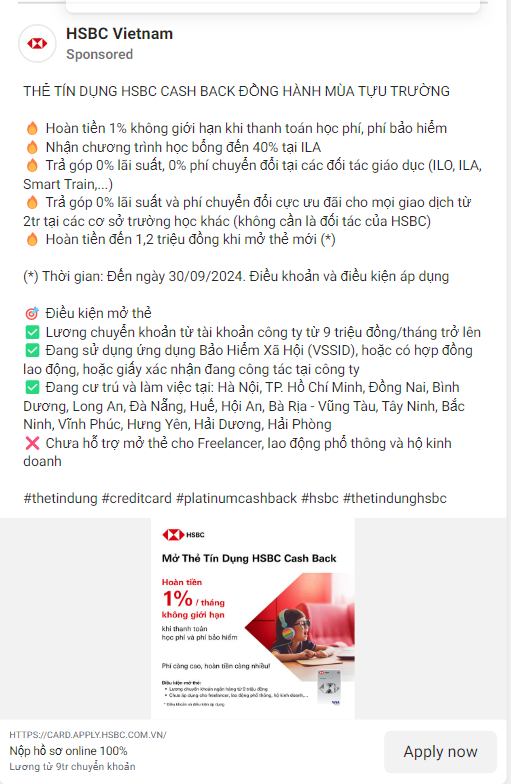 HSBC Vietnam
Sponsored
THẺ TÍN DỤNG HSBC CASH BACK ĐỒNG HÀNH MÙA TỰU TRƯỜNG
🔥 Hoàn tiền 1% không giới hạn khi thanh toán học phí, phí bảo hiểm
🔥 Nhận chương trình học bổng đến 40% tại ILA
🔥 Trả góp 0% lãi suất, 0% phí chuyển đổi tại các đối tác giáo dục (ILO, ILA,
Smart Train,...)
🔥 Trả góp 0% lãi suất và phí chuyển đổi cực ưu đãi cho mọi giao dịch từ
2tr tại các cơ sở trường học khác (không cần là đối tác của HSBC)
🔥 Hoàn tiền đến 1,2 triệu đồng khi mở thẻ mới (*)
(*) Thời gian: Đến ngày 30/09/2024. Điều khoản và điều kiện áp dụng
🎯 Điều kiện mở thẻ
✅ Lương chuyển khoản từ tài khoản công ty từ 9 triệu đồng/tháng trở lên
✅ Đang sử dụng ứng dụng Bảo Hiểm Xã Hội (VSSID), hoặc có hợp đồng
lao động, hoặc giấy xác nhận đang công tác tại công ty
✅ Đang cư trú và làm việc tại: Hà Nội, TP. Hồ Chí Minh, Đồng Nai, Bình
Dương, Long An, Đà Nẵng, Huế, Hội An, Bà Rịa - Vũng Tàu, Tây Ninh, Bắc
Ninh, Vĩnh Phúc, Hưng Yên, Hải Dương, Hải Phòng
❌ Chưa hỗ trợ mở thẻ cho Freelancer, lao động phổ thông và hộ kinh
doanh
#thetindung #creditcard #platinumcashback #hsbc #thetindunghsbc
HSBC
Mở Thẻ Tín Dụng HSBC Cash Back
Hoàn tiền
1% / tháng
không giới hạn
khi thanh toán
học phí và phí bảo hiểm
Phí càng cao, hoàn tiền càng nhiều!
Điều kiện mở thẻ:
• Lương chuyển khoản ngân hàng từ 9 triệu đồng
• Chưa áp dụng cho freelancer, lao động phổ thông, hộ kinh doanh,...
* Điều khoản và điều kiện áp dụng
VISA
HTTPS://CARD.APPLY.HSBC.COM.VN/
Nộp hồ sơ online 100%
Lương từ 9tr chuyển khoản
Apply now